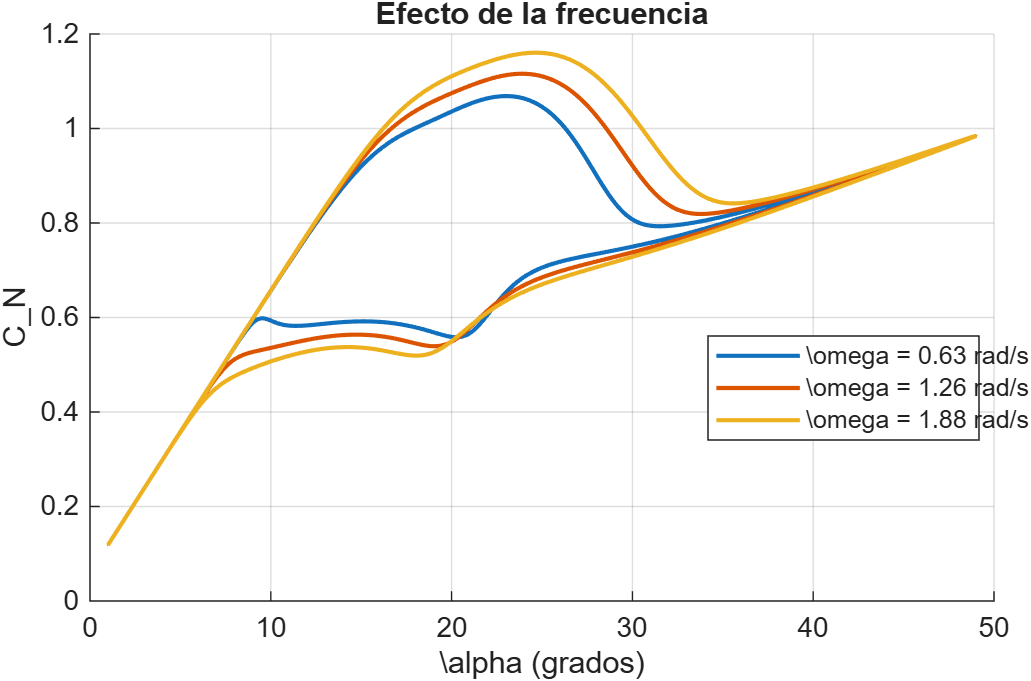 Efecto de la frecuencia
1.2
1
0.8
0.6
0.4
0.2
0
C_N
0 10 20 30 40 50
\alpha (grados)
\omega = 0.63 rad/s
\omega = 1.26 rad/s
\omega = 1.88 rad/s